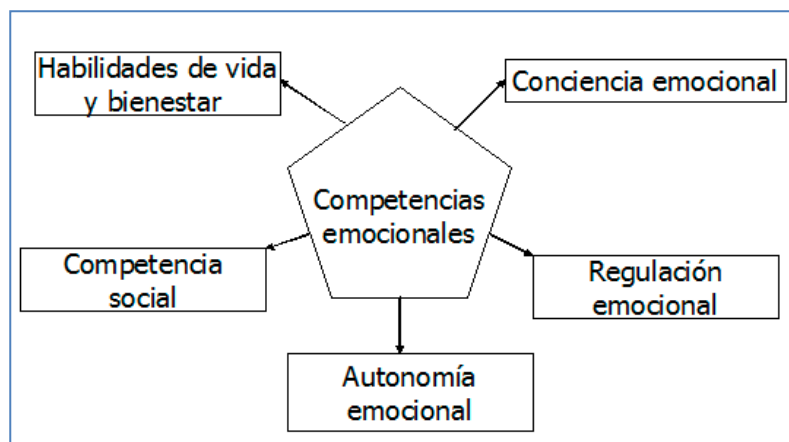 Habilidades de vida
y bienestar
Conciencia emocional
Competencias
emocionales
Competencia
social
Regulación
emocional
Autonomía
emocional